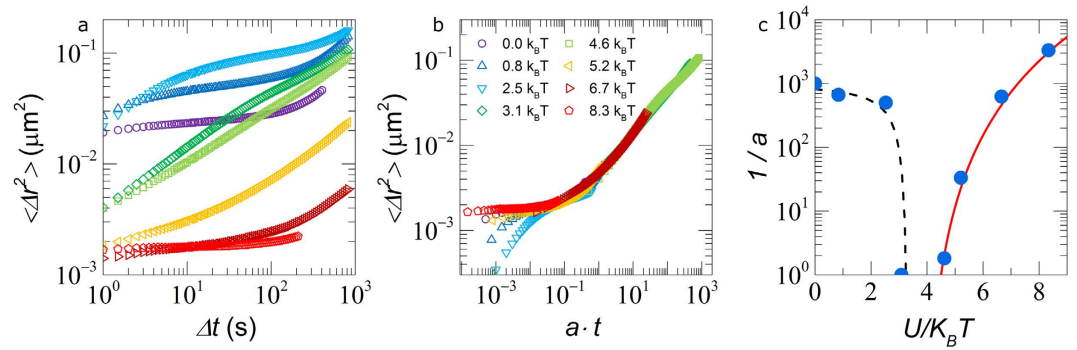 a
<Δr²> (μm²)
10⁻¹
10⁻²
10⁻³
10⁰
10¹
10²
10³
Δt (s)
b
<Δr²> (μm²)
10⁻¹
10⁻²
10⁻³
0.0 k_BT
0.8 k_BT
2.5 k_BT
3.1 k_BT
4.6 k_BT
5.2 k_BT
6.7 k_BT
8.3 k_BT
10⁻³
10⁻¹
10¹
10³
a · t
c
1 / a
10⁴
10³
10²
10¹
10⁰
0
2
4
6
8
U/K_BT